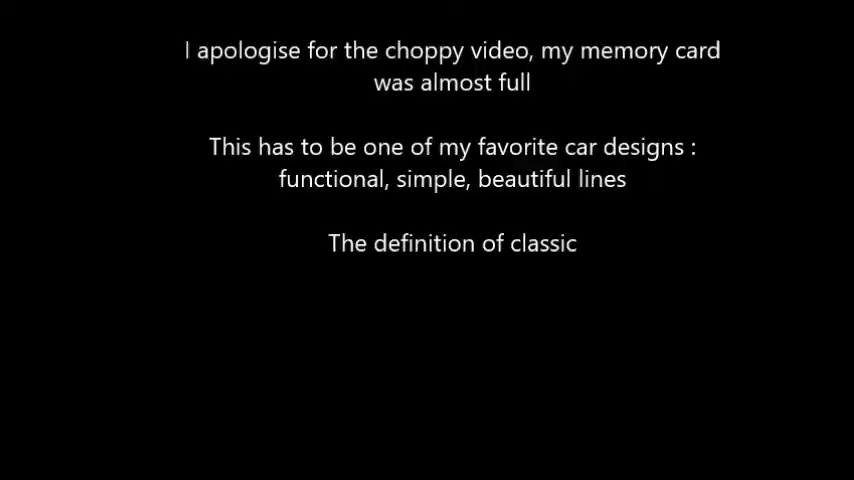 I apologise for the choppy video, my memory card
was almost full
This has to be one of my favorite car designs :
functional, simple, beautiful lines
The definition of classic